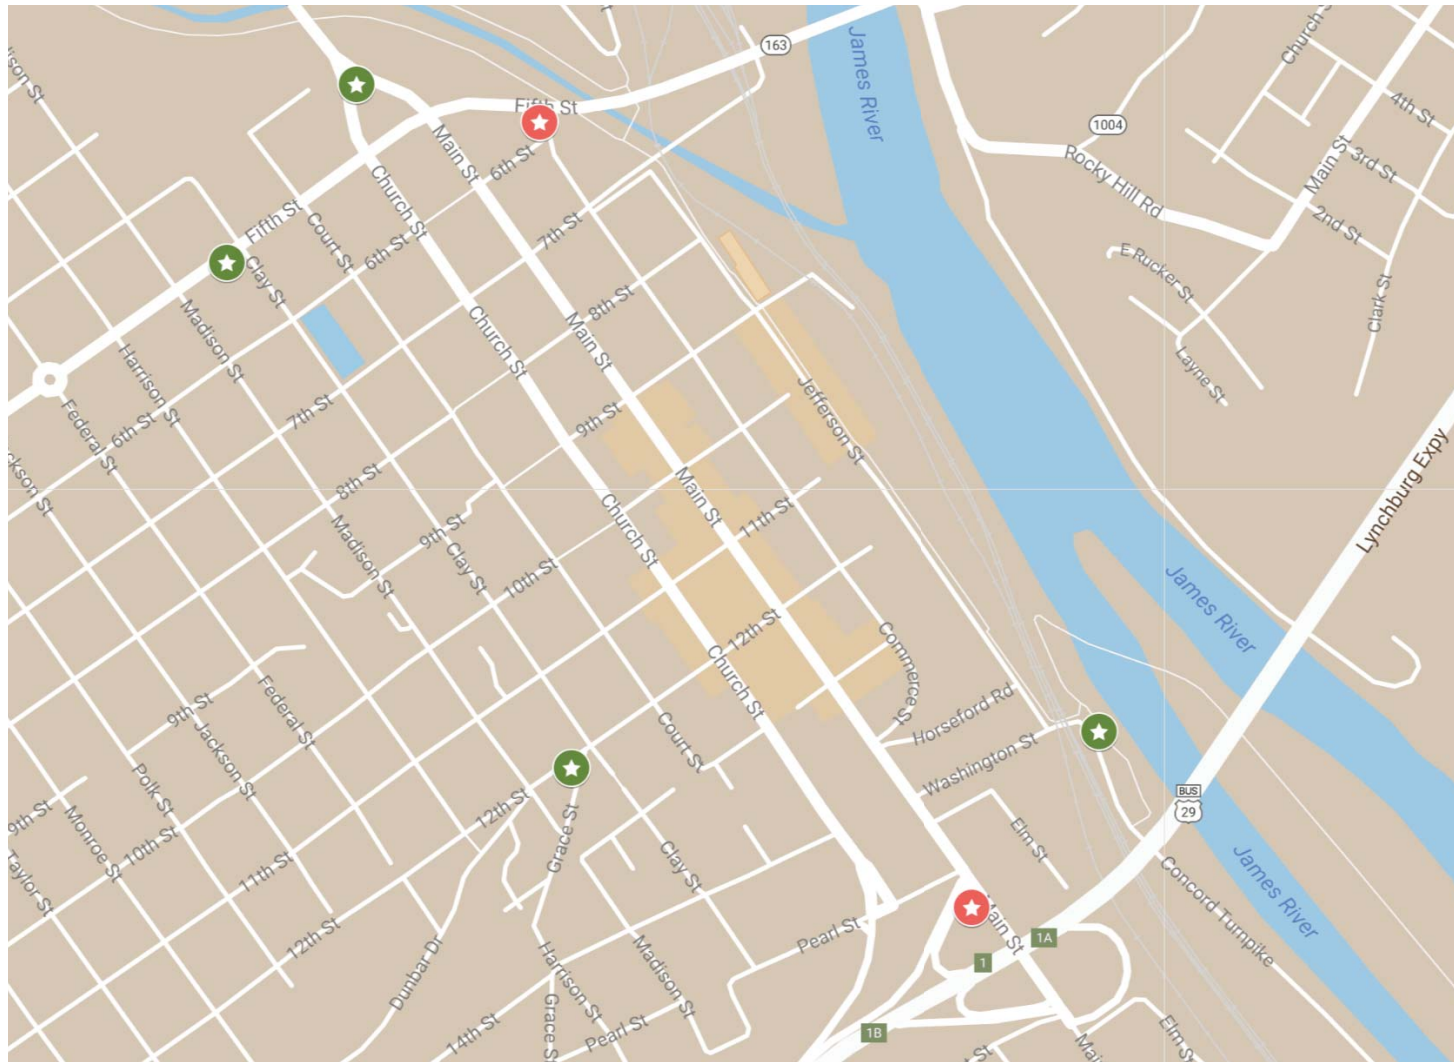 163
James River
Church S
ison St
Fifth St
4th St
1004
Main St
6th St
Main St
3rd St
Rocky Hill Rd
Church St
Fifth St
Court St
7th St
2nd St
6th St
E Rucker St
Clay St
8th St
Clark St
Madison St
Church St
Main St
Harrison St
Layne St
7th St
Jefferson St
9th St
Federal St
6th St
Lynchburg Expy
ckson St
8th St
Main St
11th St
Church St
Madison St
9th St
Clay St
10th St
James River
12th St
Commerce St
Church St
Federal St
9th St
Jackson St
Court St
Horseford Rd
Washington St
Polk St
BUS
29
9th St
12th St
Monroe St
10th St
Grace St
Elm St
Clay St
11th St
Taylor St
James River
Concord Turnpike
Main St
Pearl St
12th St
1A
1
Dunbar Dr
Harrison St
Madison St
Grace S
14th St
Pearl St
1B
Mai
Elm S
t St